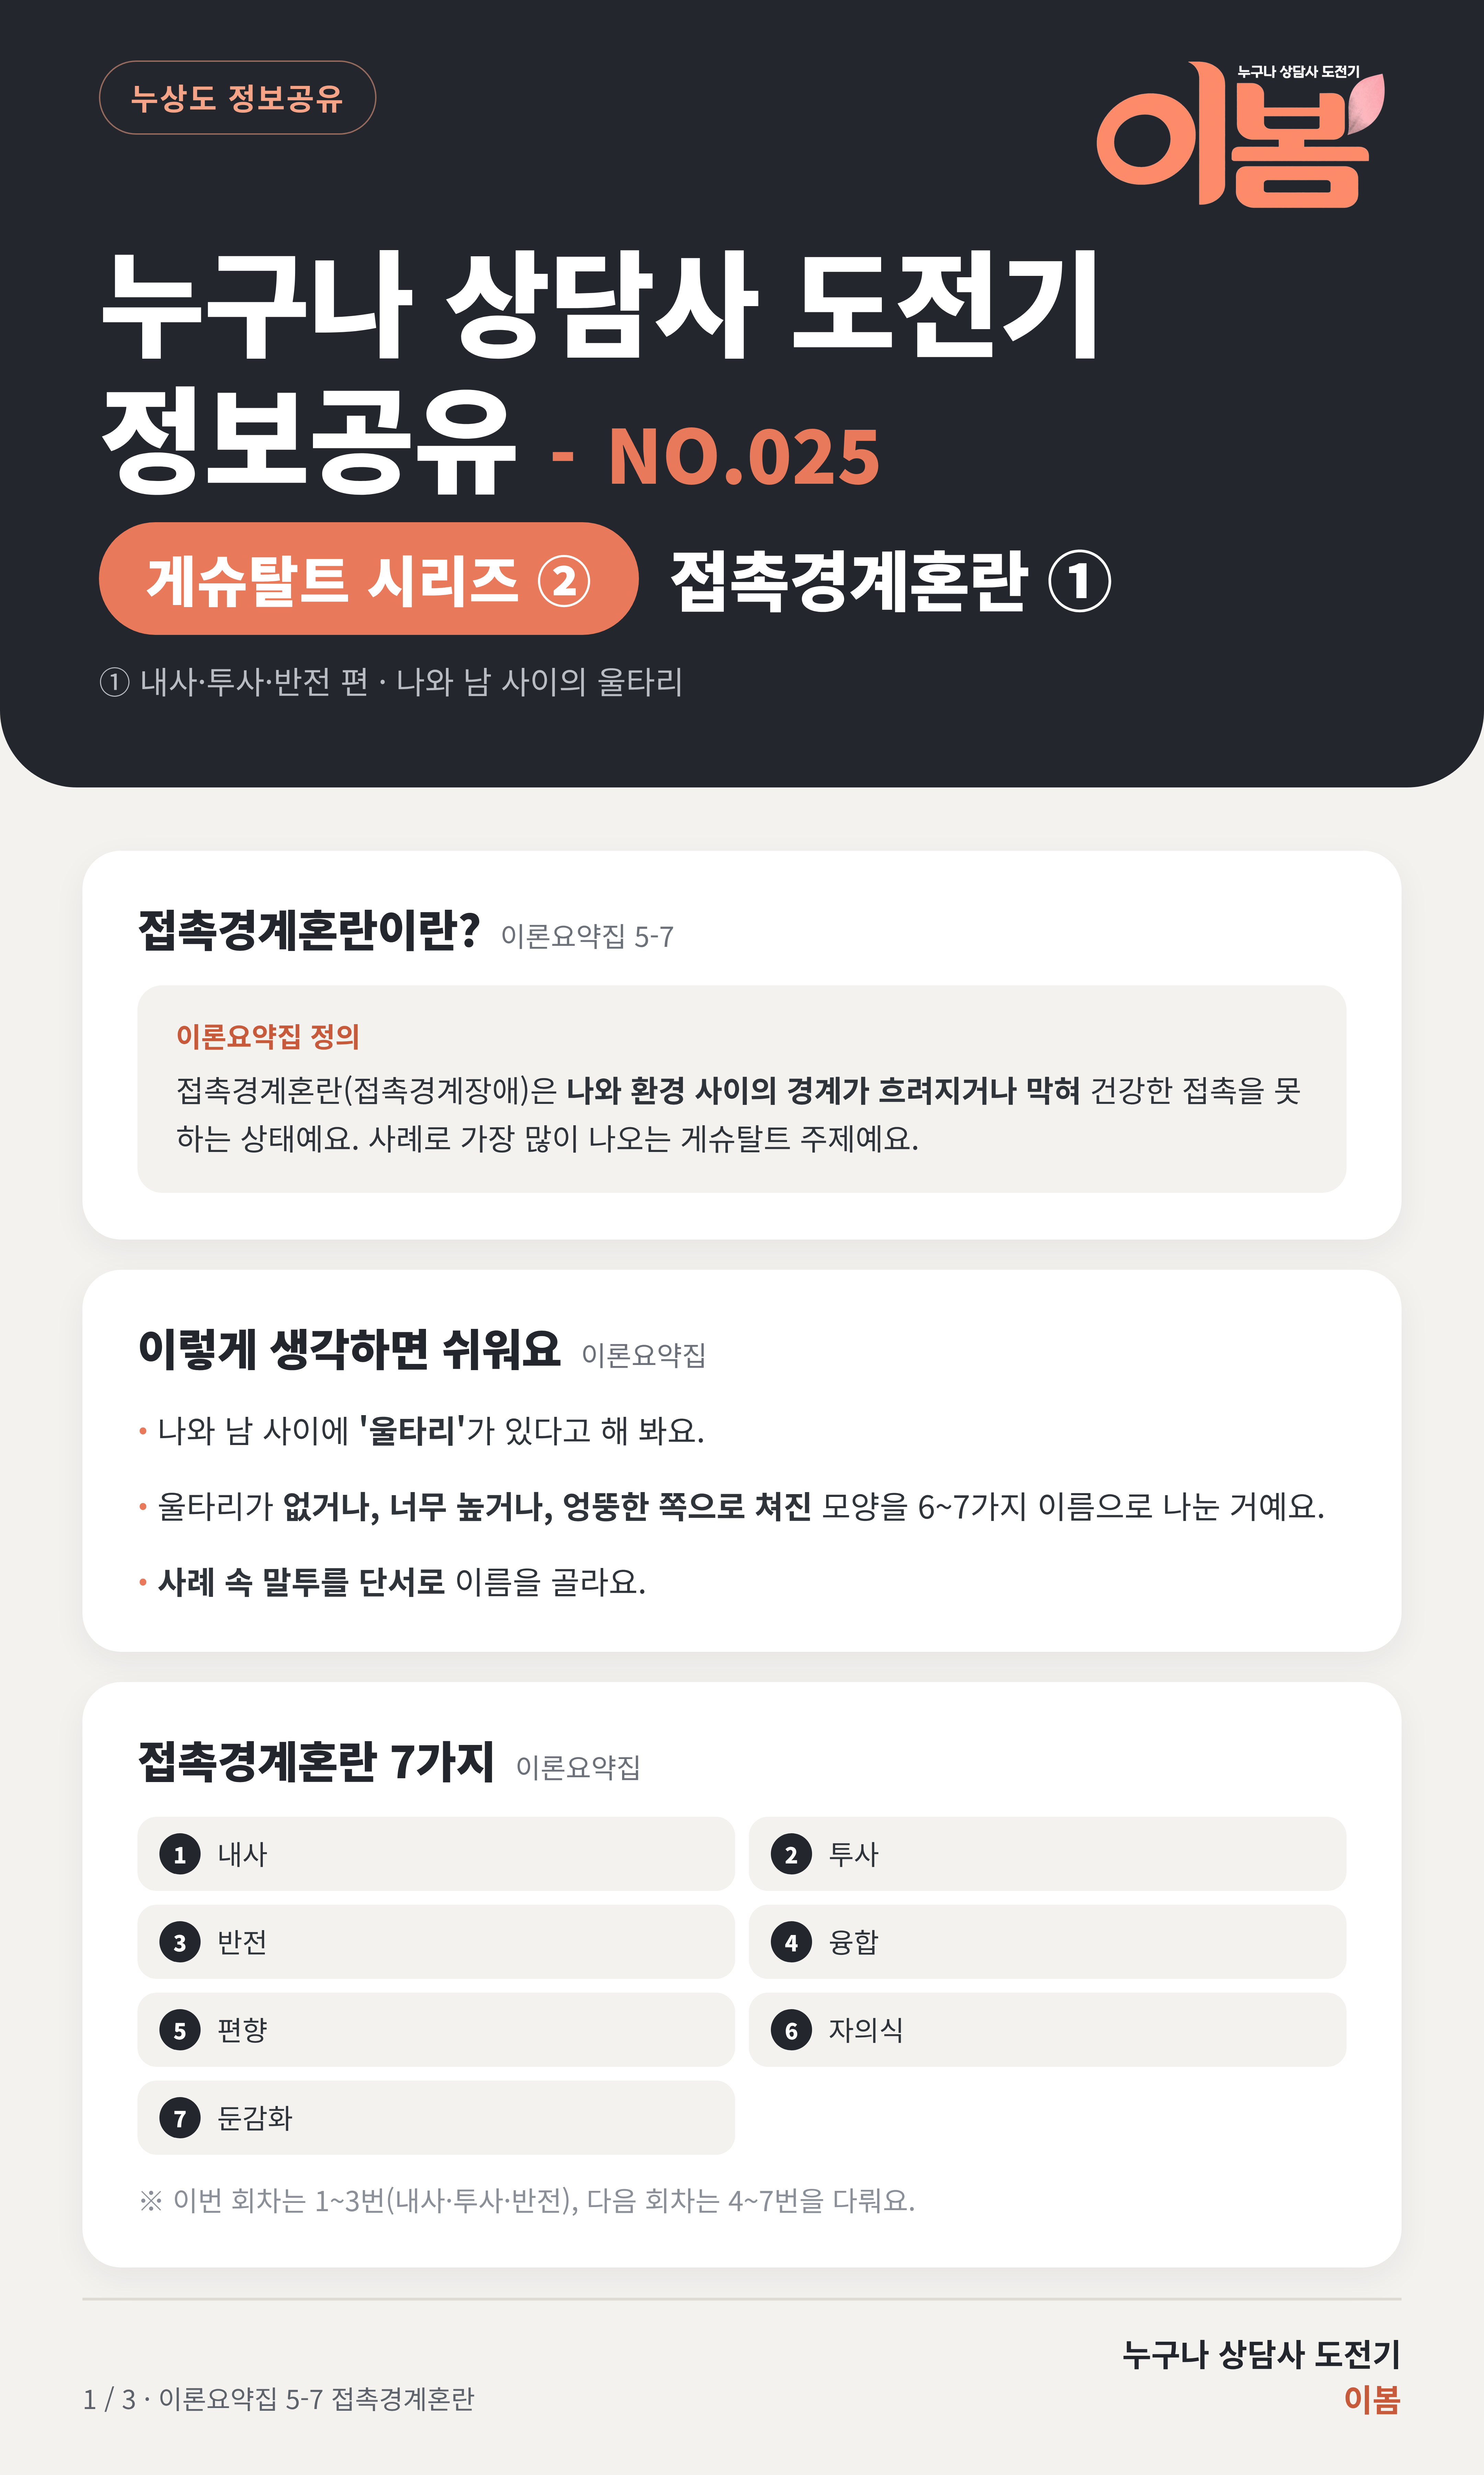 누상도 정보공유
누구나 상담사 도전기
이봄
누구나 상담사 도전기
정보공유 - NO.025
게슈탈트 시리즈 ② 접촉경계혼란 ①
① 내사·투사·반전 편 · 나와 남 사이의 울타리
접촉경계혼란이란? 이론요약집 5-7
이론요약집 정의
접촉경계혼란(접촉경계장애)은 나와 환경 사이의 경계가 흐려지거나 막혀 건강한 접촉을 못
하는 상태예요. 사례로 가장 많이 나오는 게슈탈트 주제예요.
이렇게 생각하면 쉬워요 이론요약집
• 나와 남 사이에 '울타리'가 있다고 해 봐요.
• 울타리가 없거나, 너무 높거나, 엉뚱한 쪽으로 쳐진 모양을 6~7가지 이름으로 나눈 거예요.
• 사례 속 말투를 단서로 이름을 골라요.
접촉경계혼란 7가지 이론요약집
1 내사
2 투사
3 반전
4 융합
5 편향
6 자의식
7 둔감화
※ 이번 회차는 1~3번(내사·투사·반전), 다음 회차는 4~7번을 다뤄요.
누구나 상담사 도전기
1 / 3 · 이론요약집 5-7 접촉경계혼란
이봄